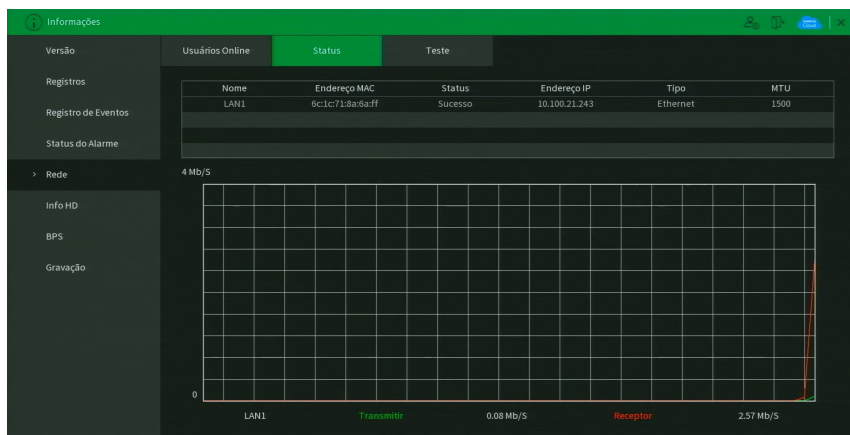 Informações
Versão
Registros
Registro de Eventos
Status do Alarme
Rede
Info HD
BPS
Gravação
Usuários Online Status Teste
Nome Endereço MAC Status Endereço IP Tipo MTU
LAN1 6c:1c:71:8a:6a:ff Sucesso 10.100.21.243 Ethernet 1500
4 Mb/S
0
LAN1 Transmitir 0.08 Mb/S Receptor 2.57 Mb/S